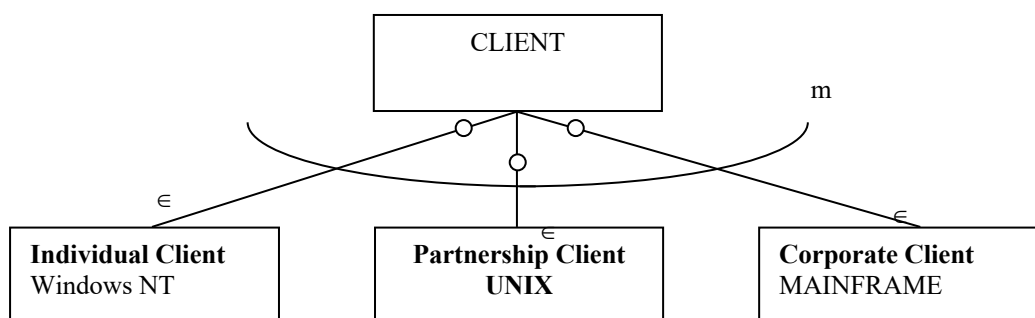 CLIENT
m
∈
∈
∈
Individual Client
Windows NT
Partnership Client
UNIX
Corporate Client
MAINFRAME